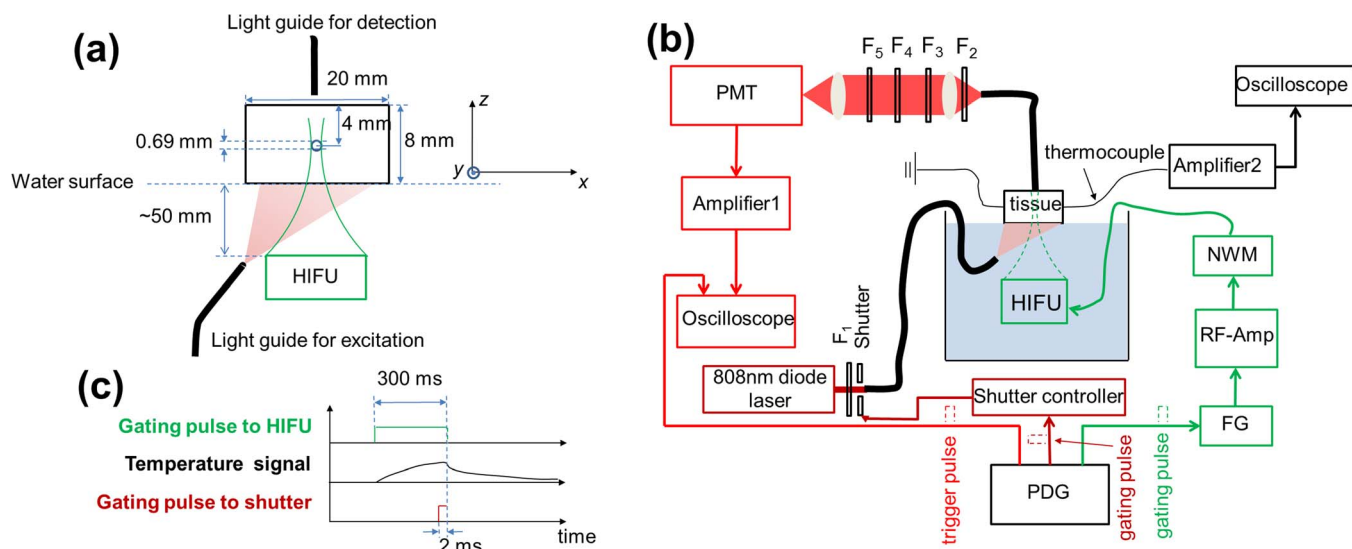 (a)
Light guide for detection
20 mm
4 mm
8 mm
0.69 mm
Water surface
~50 mm
HIFU
Light guide for excitation
z
y
x
(b)
F5 F4 F3 F2
PMT
Oscilloscope
thermocouple
Amplifier2
Amplifier1
tissue
NWM
HIFU
Oscilloscope
RF-Amp
F1
Shutter
808nm diode
laser
Shutter controller
FG
PDG
trigger pulse
gating pulse
gating pulse
(c)
300 ms
Gating pulse to HIFU
Temperature signal
Gating pulse to shutter
time
2 ms